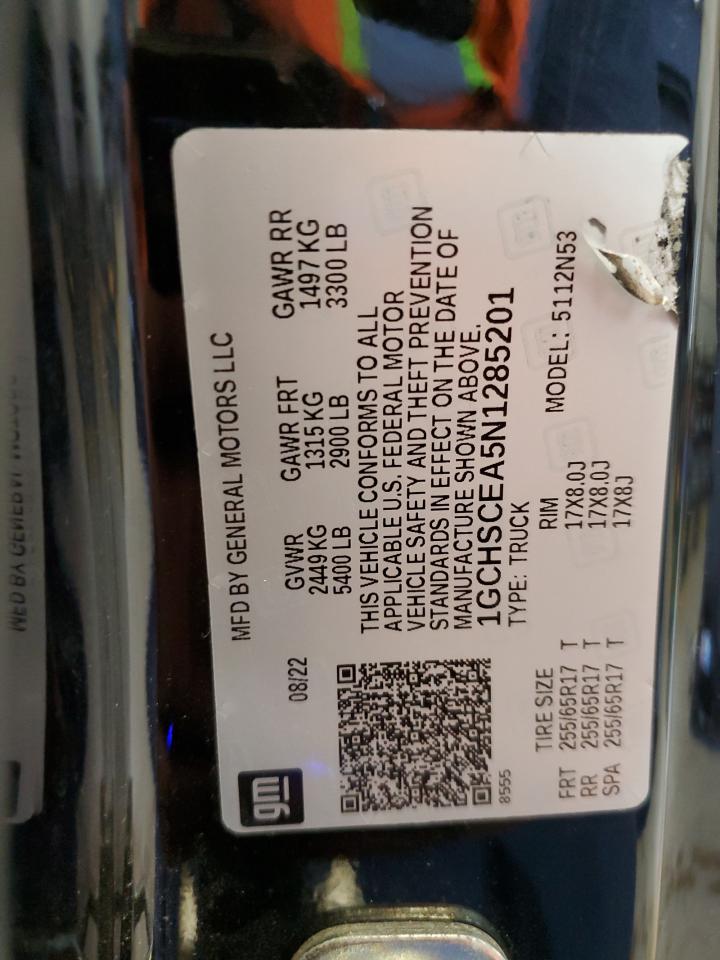 gm
MFD BY GENERAL MOTORS LLC
08/22
GVWR GAWR FRT GAWR RR
2449 KG 1315 KG 1497 KG
5400 LB 2900 LB 3300 LB
THIS VEHICLE CONFORMS TO ALL
APPLICABLE U.S. FEDERAL MOTOR
VEHICLE SAFETY AND THEFT PREVENTION
STANDARDS IN EFFECT ON THE DATE OF
MANUFACTURE SHOWN ABOVE.
1GCHSCEA5N1285201
8555
TYPE: TRUCK
TIRE SIZE RIM MODEL: 5112N53
FRT 255/65R17 T 17X8.0J
RR 255/65R17 T 17X8.0J
SPA 255/65R17 T 17X8J